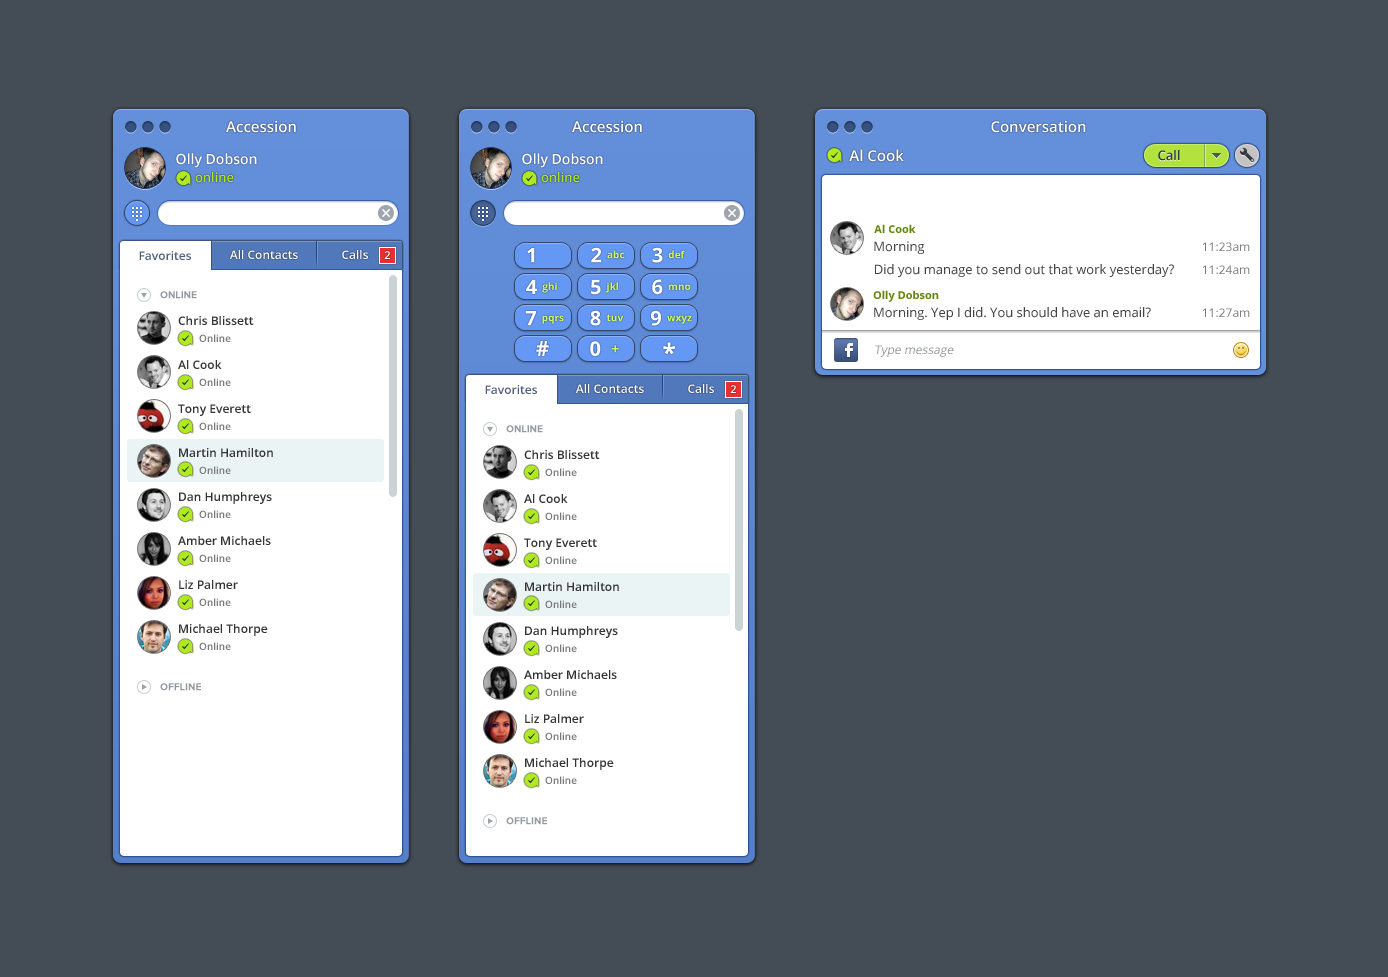 Accession
Olly Dobson
online
Favorites
All Contacts
Calls 2
ONLINE
Chris Blissett
Online
Al Cook
Online
Tony Everett
Online
Martin Hamilton
Online
Dan Humphreys
Online
Amber Michaels
Online
Liz Palmer
Online
Michael Thorpe
Online
OFFLINE
Accession
Olly Dobson
online
1
2 abc
3 def
4 ghi
5 jkl
6 mno
7 pqrs
8 tuv
9 wxyz
#
0 +
*
Favorites
All Contacts
Calls 2
ONLINE
Chris Blissett
Online
Al Cook
Online
Tony Everett
Online
Martin Hamilton
Online
Dan Humphreys
Online
Amber Michaels
Online
Liz Palmer
Online
Michael Thorpe
Online
OFFLINE
Conversation
Al Cook
Call
Al Cook
Morning 11:23am
Did you manage to send out that work yesterday? 11:24am
Olly Dobson
Morning. Yep I did. You should have an email? 11:27am
f
Type message